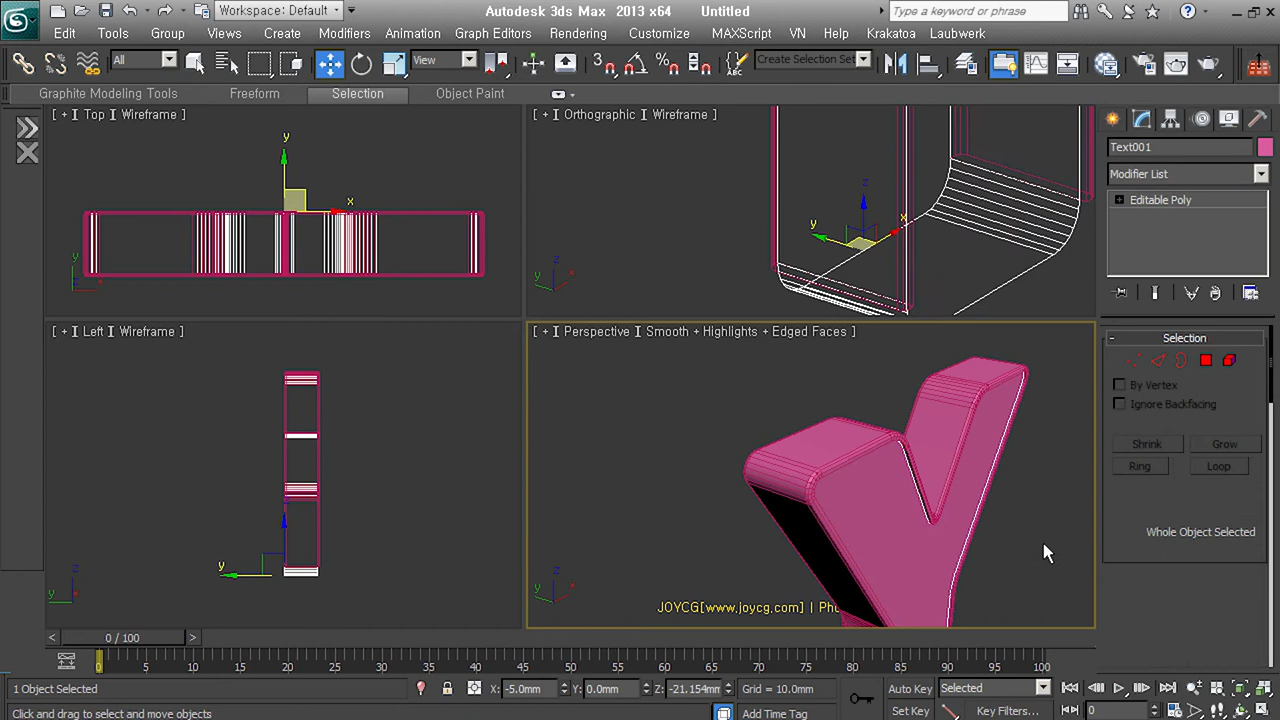 Workspace: Default
Autodesk 3ds Max 2013 x64 Untitled
Type a keyword or phrase
Edit Tools Group Views Create Modifiers Animation Graph Editors Rendering Customize MAXScript VN Help Krakatoa Laubwerk
All View Create Selection Set
Graphite Modeling Tools Freeform Selection Object Paint
[ + ] Top ] Wireframe ]
[ + ] Orthographic ] Wireframe ]
y
x
z
y
x
y
x
Text001
Modifier List
Editable Poly
[ + ] Left ] Wireframe ]
[ + ] Perspective ] Smooth + Highlights + Edged Faces ]
Selection
By Vertex
Ignore Backfacing
Shrink Grow
Ring Loop
Whole Object Selected
y
z
y
z
y
JOYCG[www.joycg.com] | Ph
0 / 100
0 5 10 15 20 25 30 35 40 45 50 55 60 65 70 75 80 85 90 95 100
1 Object Selected X: -5.0mm Y: 0.0mm Z: -21.154mm Grid = 10.0mm Auto Key Selected
Click and drag to select and move objects Add Time Tag Set Key Key Filters... 0